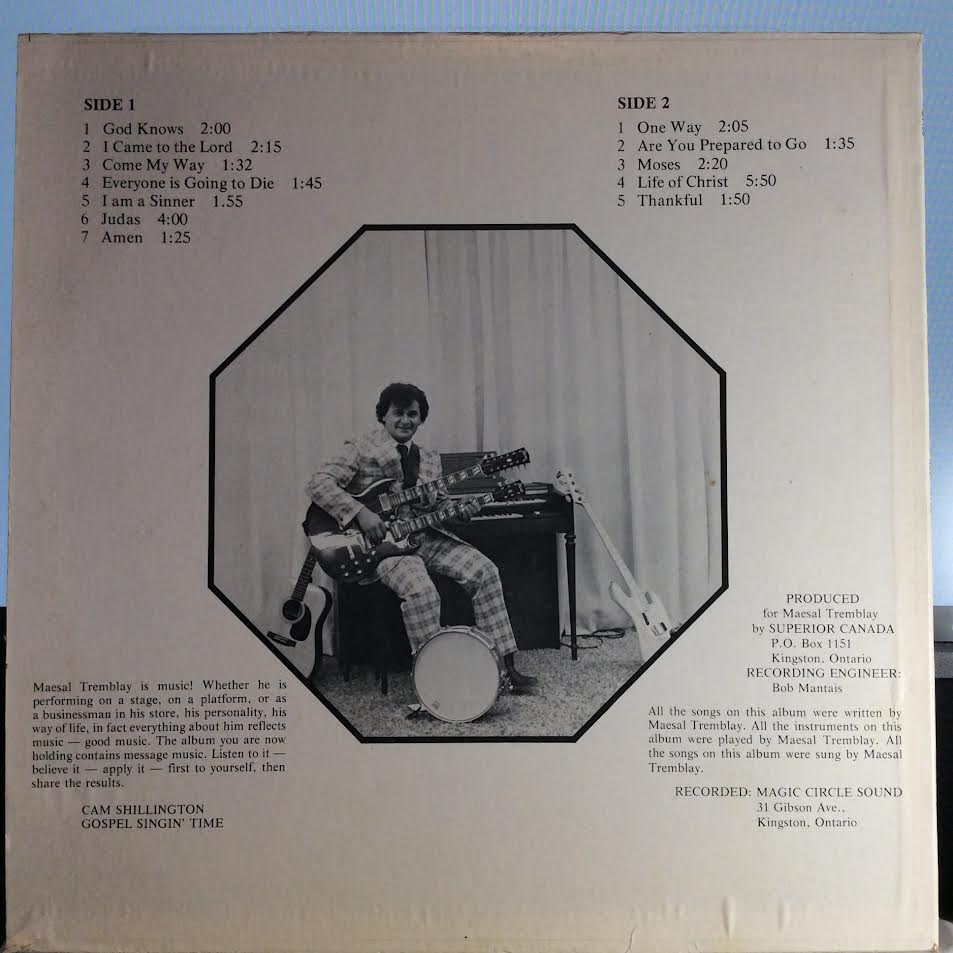 SIDE 1
1 God Knows 2:00
2 I Came to the Lord 2:15
3 Come My Way 1:32
4 Everyone is Going to Die 1:45
5 I am a Sinner 1.55
6 Judas 4:00
7 Amen 1:25
SIDE 2
1 One Way 2:05
2 Are You Prepared to Go 1:35
3 Moses 2:20
4 Life of Christ 5:50
5 Thankful 1:50
Maesal Tremblay is music! Whether he is
performing on a stage, on a platform, or as
a businessman in his store, his personality, his
way of life, in fact everything about him reflects
music — good music. The album you are now
holding contains message music. Listen to it —
believe it — apply it — first to yourself, then
share the results.
CAM SHILLINGTON
GOSPEL SINGIN' TIME
PRODUCED
for Maesal Tremblay
by SUPERIOR CANADA
P.O. Box 1151
Kingston, Ontario
RECORDING ENGINEER:
Bob Mantais
All the songs on this album were written by
Maesal Tremblay. All the instruments on this
album were played by Maesal Tremblay. All
the songs on this album were sung by Maesal
Tremblay.
RECORDED: MAGIC CIRCLE SOUND
31 Gibson Ave.,
Kingston, Ontario